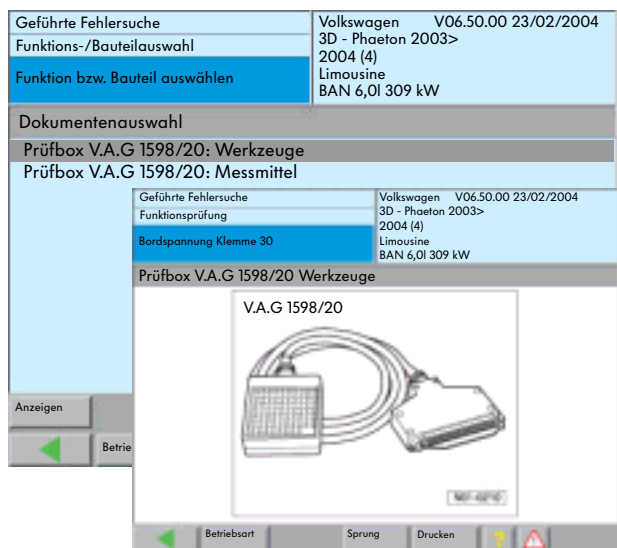 Geführte Fehlersuche
Funktions-/Bauteilauswahl
Funktion bzw. Bauteil auswählen
Volkswagen V06.50.00 23/02/2004
3D - Phaeton 2003>
2004 (4)
Limousine
BAN 6,0l 309 kW
Dokumentenauswahl
Prüfbox V.A.G 1598/20: Werkzeuge
Prüfbox V.A.G 1598/20: Messmittel
Anzeigen
Betrie
Geführte Fehlersuche
Funktionsprüfung
Bordspannung Klemme 30
Volkswagen V06.50.00 23/02/2004
3D - Phaeton 2003>
2004 (4)
Limousine
BAN 6,0l 309 kW
Prüfbox V.A.G 1598/20 Werkzeuge
V.A.G 1598/20
Betriebsart
Sprung
Drucken
?